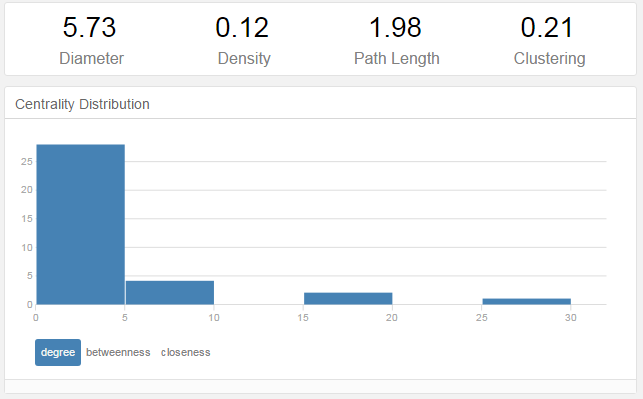 5.73 0.12 1.98 0.21
Diameter Density Path Length Clustering
Centrality Distribution
25
20
15
10
5
0
0 5 10 15 20 25 30
degree betweenness closeness